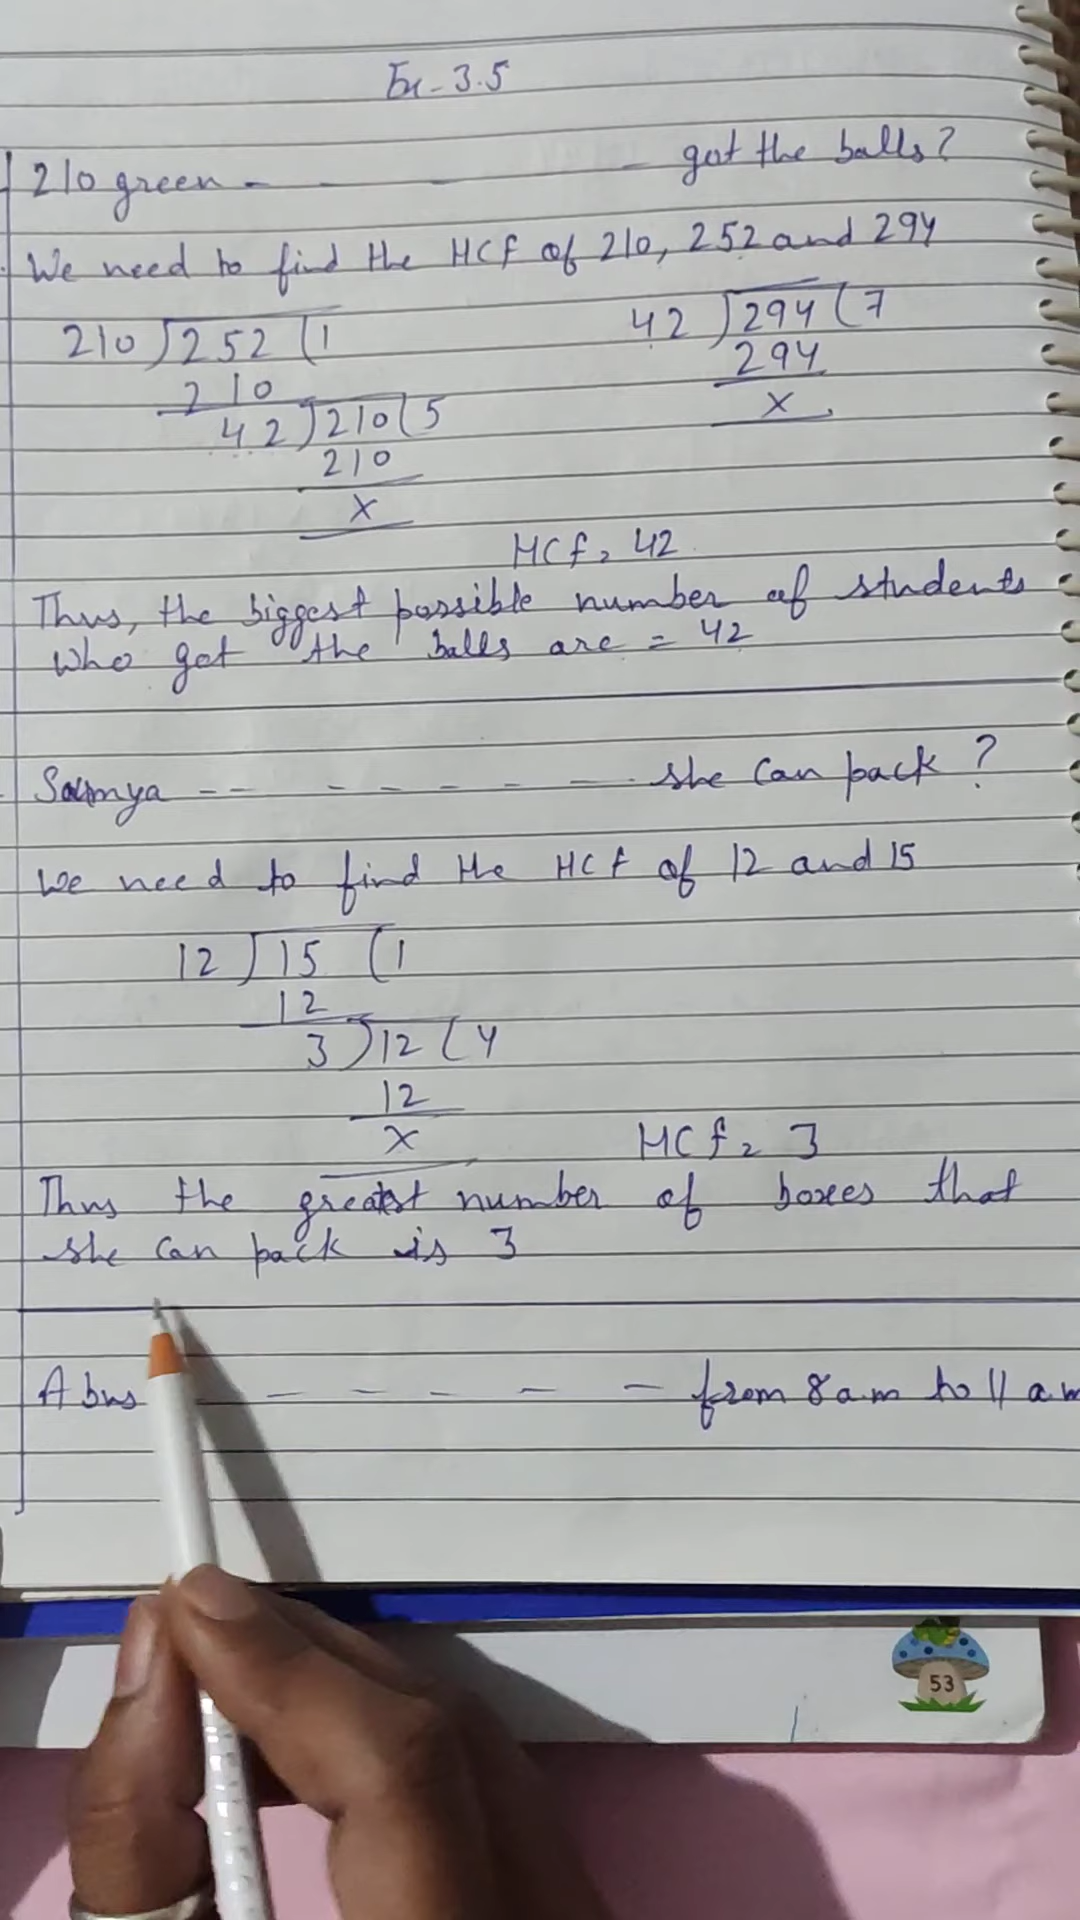 Ex-3.5
210 green - - - - got the balls?
We need to find the HCF of 210, 252 and 294
210 ) 252 ( 1
42 ) 294 ( 7
210
294
42 ) 210 ( 5
x
210
x
HCF = 42
Thus, the biggest possible number of students
who got the balls are = 42
Saumya - - - - - - - she can pack ?
We need to find the HCF of 12 and 15
12 ) 15 ( 1
12
3 ) 12 ( 4
12
x
HCF = 3
Thus the greatest number of boxes that
she can pack is 3
A bus - - - - - - from 8 a.m to 11 a.m
53